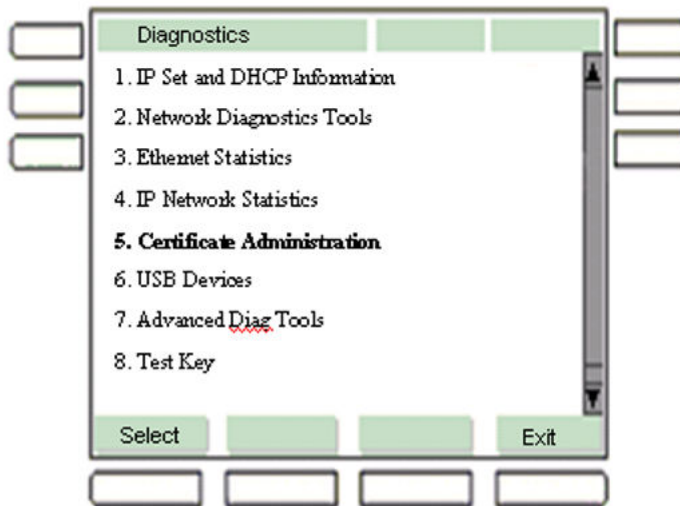 Diagnostics
1. IP Set and DHCP Information
2. Network Diagnostics Tools
3. Ethernet Statistics
4. IP Network Statistics
5. Certificate Administration
6. USB Devices
7. Advanced Diag Tools
8. Test Key
Select Exit